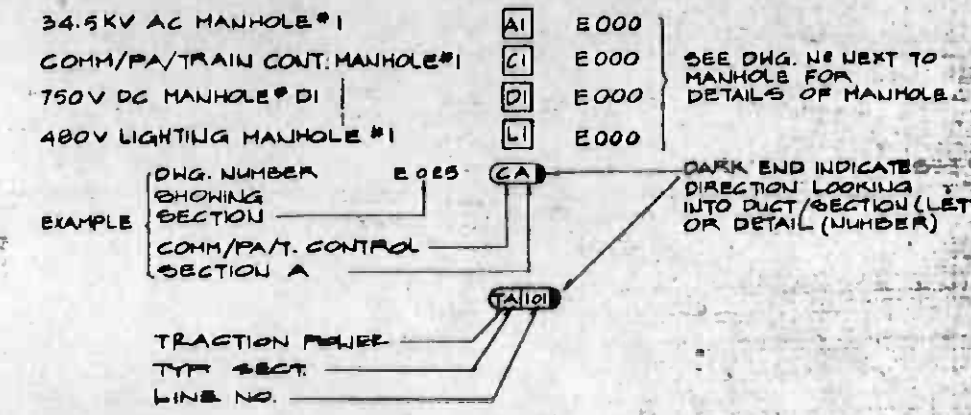 34.5KV AC MANHOLE #1 A1 E000
COMM/PA/TRAIN CONT. MANHOLE #1 C1 E000
750V DC MANHOLE # D1 D1 E000
480V LIGHTING MANHOLE #1 L1 E000
SEE DWG. Nº NEXT TO
MANHOLE FOR
DETAILS OF MANHOLE.
EXAMPLE
DWG. NUMBER E025 CA
SHOWING
SECTION
COMM/PA/T. CONTROL
SECTION A
DARK END INDICATES
DIRECTION LOOKING
INTO DUCT/SECTION (LET
OR DETAIL (NUMBER)
TA 101
TRACTION POWER
TYP SECT.
LINE NO.